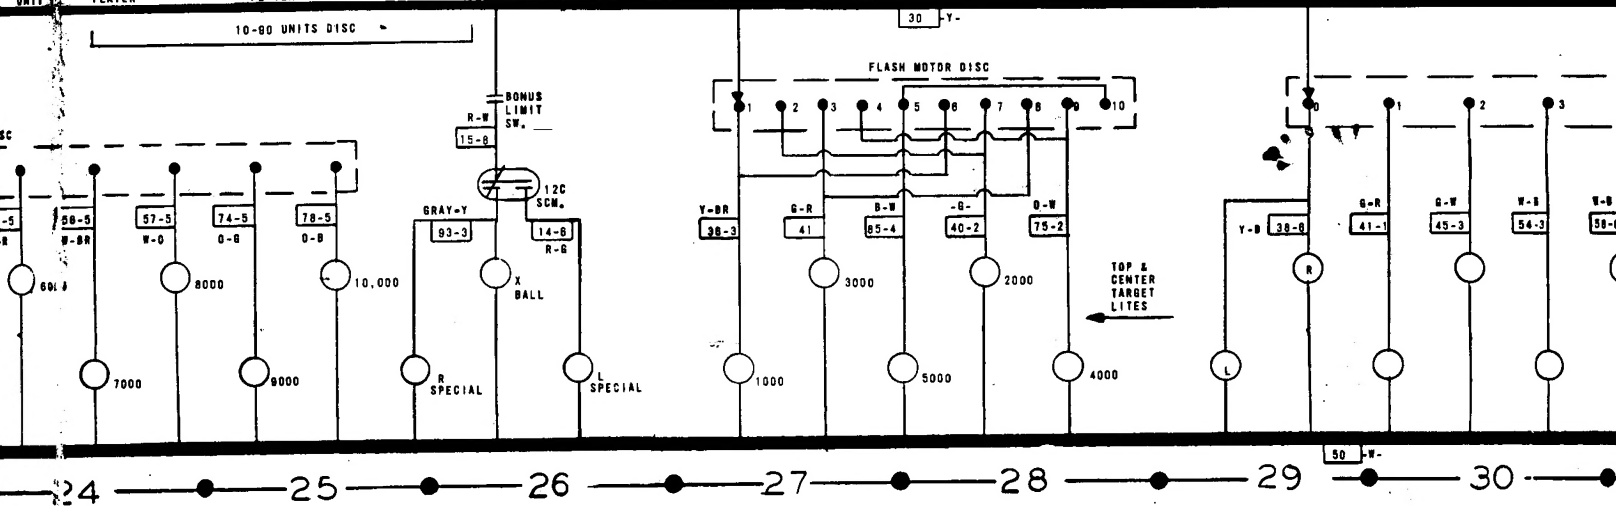 10-90 UNITS DISC
30 -Y-
FLASH MOTOR DISC
1 2 3 4 5 6 7 8 9 10
0 1 2 3
BONUS
LIMIT
SW.
R-W
15-8
12C
SCM.
GRAY-Y
93-3
14-6
R-G
58-5
W-BR
57-5
W-O
74-5
O-G
78-5
O-B
8000
10,000
7000
9000
X
BALL
R
SPECIAL
L
SPECIAL
Y-BR
38-3
G-R
41
B-W
85-4
-G-
40-2
O-W
75-2
3000
2000
1000
5000
4000
TOP &
CENTER
TARGET
LITES
38-8
G-R
41-1
G-W
45-3
54-3
R
L
50 -W-
24 25 26 27 28 29 30